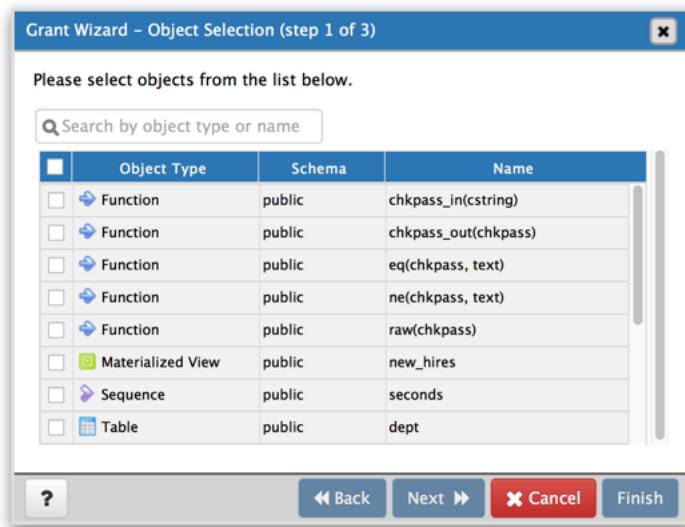 Grant Wizard – Object Selection (step 1 of 3)
Please select objects from the list below.
Search by object type or name
Object Type Schema Name
Function public chkpass_in(cstring)
Function public chkpass_out(chkpass)
Function public eq(chkpass, text)
Function public ne(chkpass, text)
Function public raw(chkpass)
Materialized View public new_hires
Sequence public seconds
Table public dept
? Back Next Cancel Finish